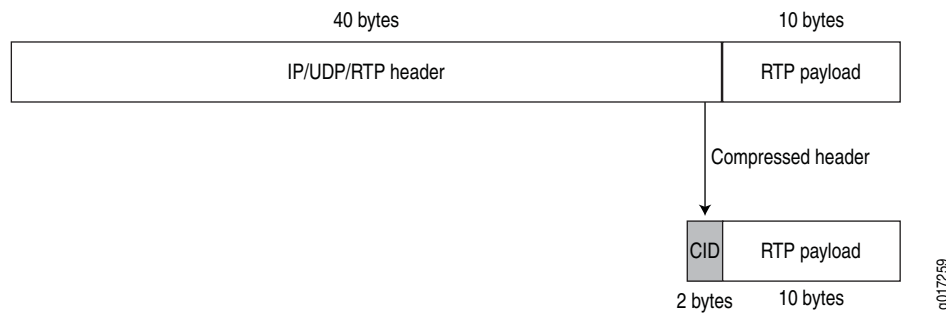 40 bytes
10 bytes
IP/UDP/RTP header
RTP payload
Compressed header
CID
RTP payload
2 bytes
10 bytes
g017259